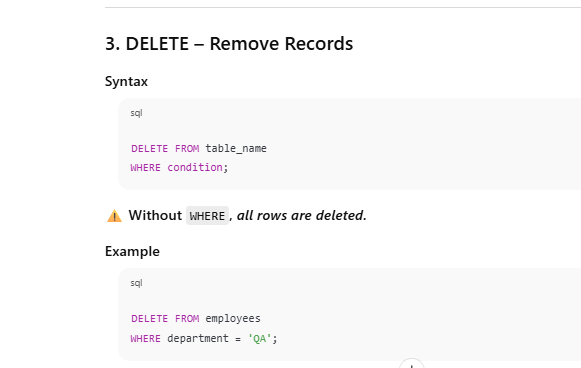 3. DELETE – Remove Records
Syntax
sql
DELETE FROM table_name
WHERE condition;
⚠️ Without WHERE, all rows are deleted.
Example
sql
DELETE FROM employees
WHERE department = 'QA';